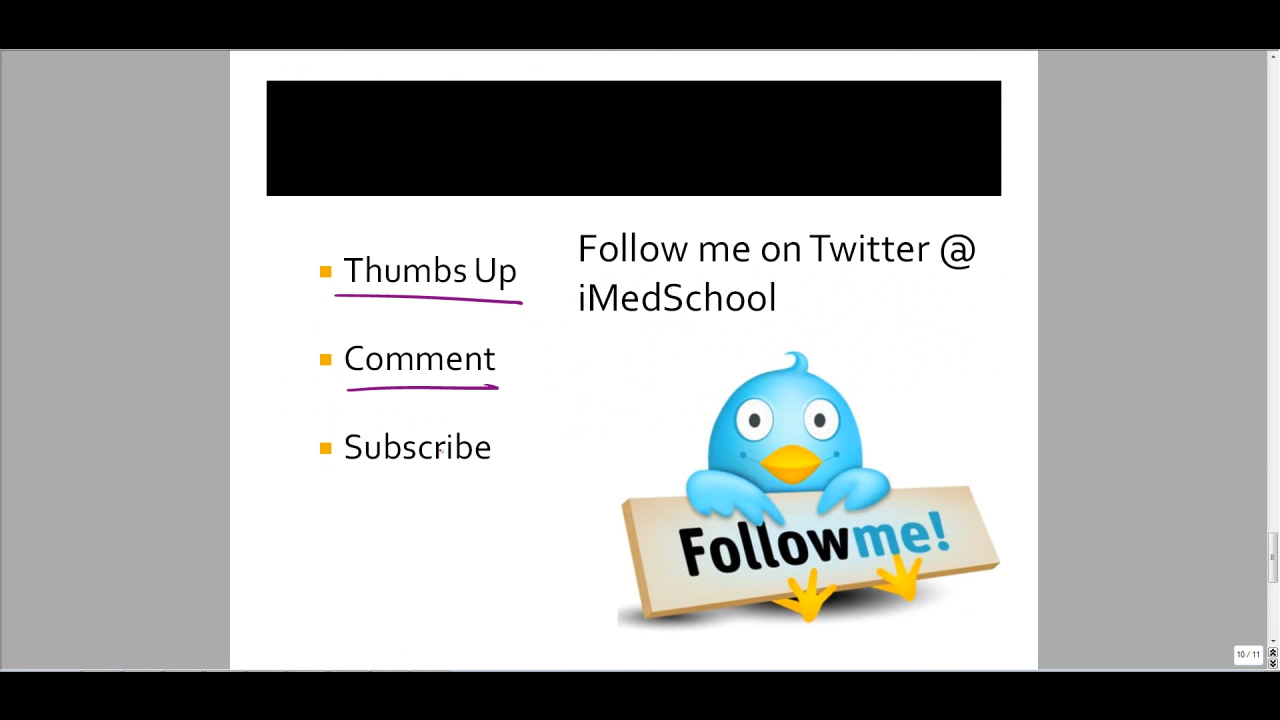 Thumbs Up
Comment
Subscribe
Follow me on Twitter @
iMedSchool
Followme!
10 / 11